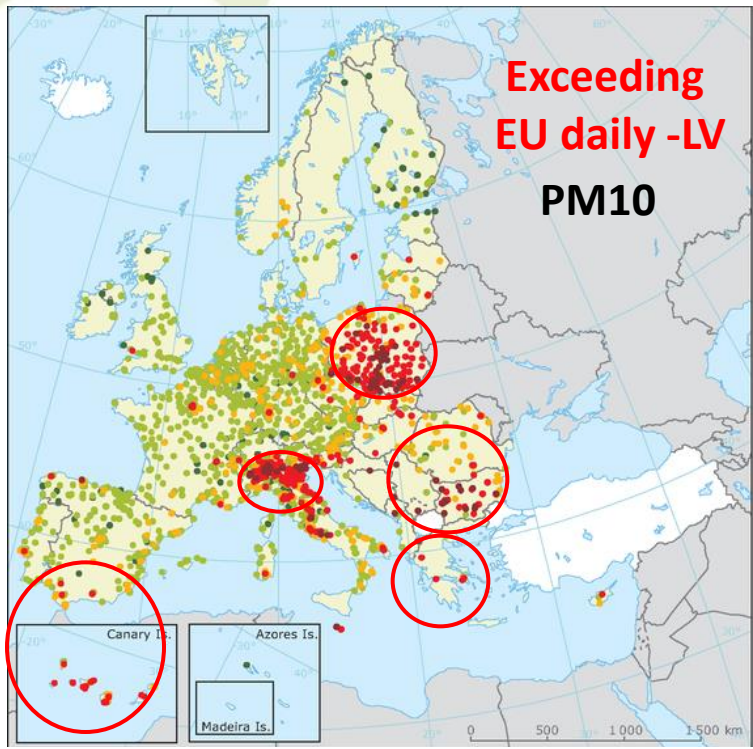 Exceeding
EU daily -LV
PM10
Canary Is.
Azores Is.
Madeira Is.
0 500 1 000 1 500 km